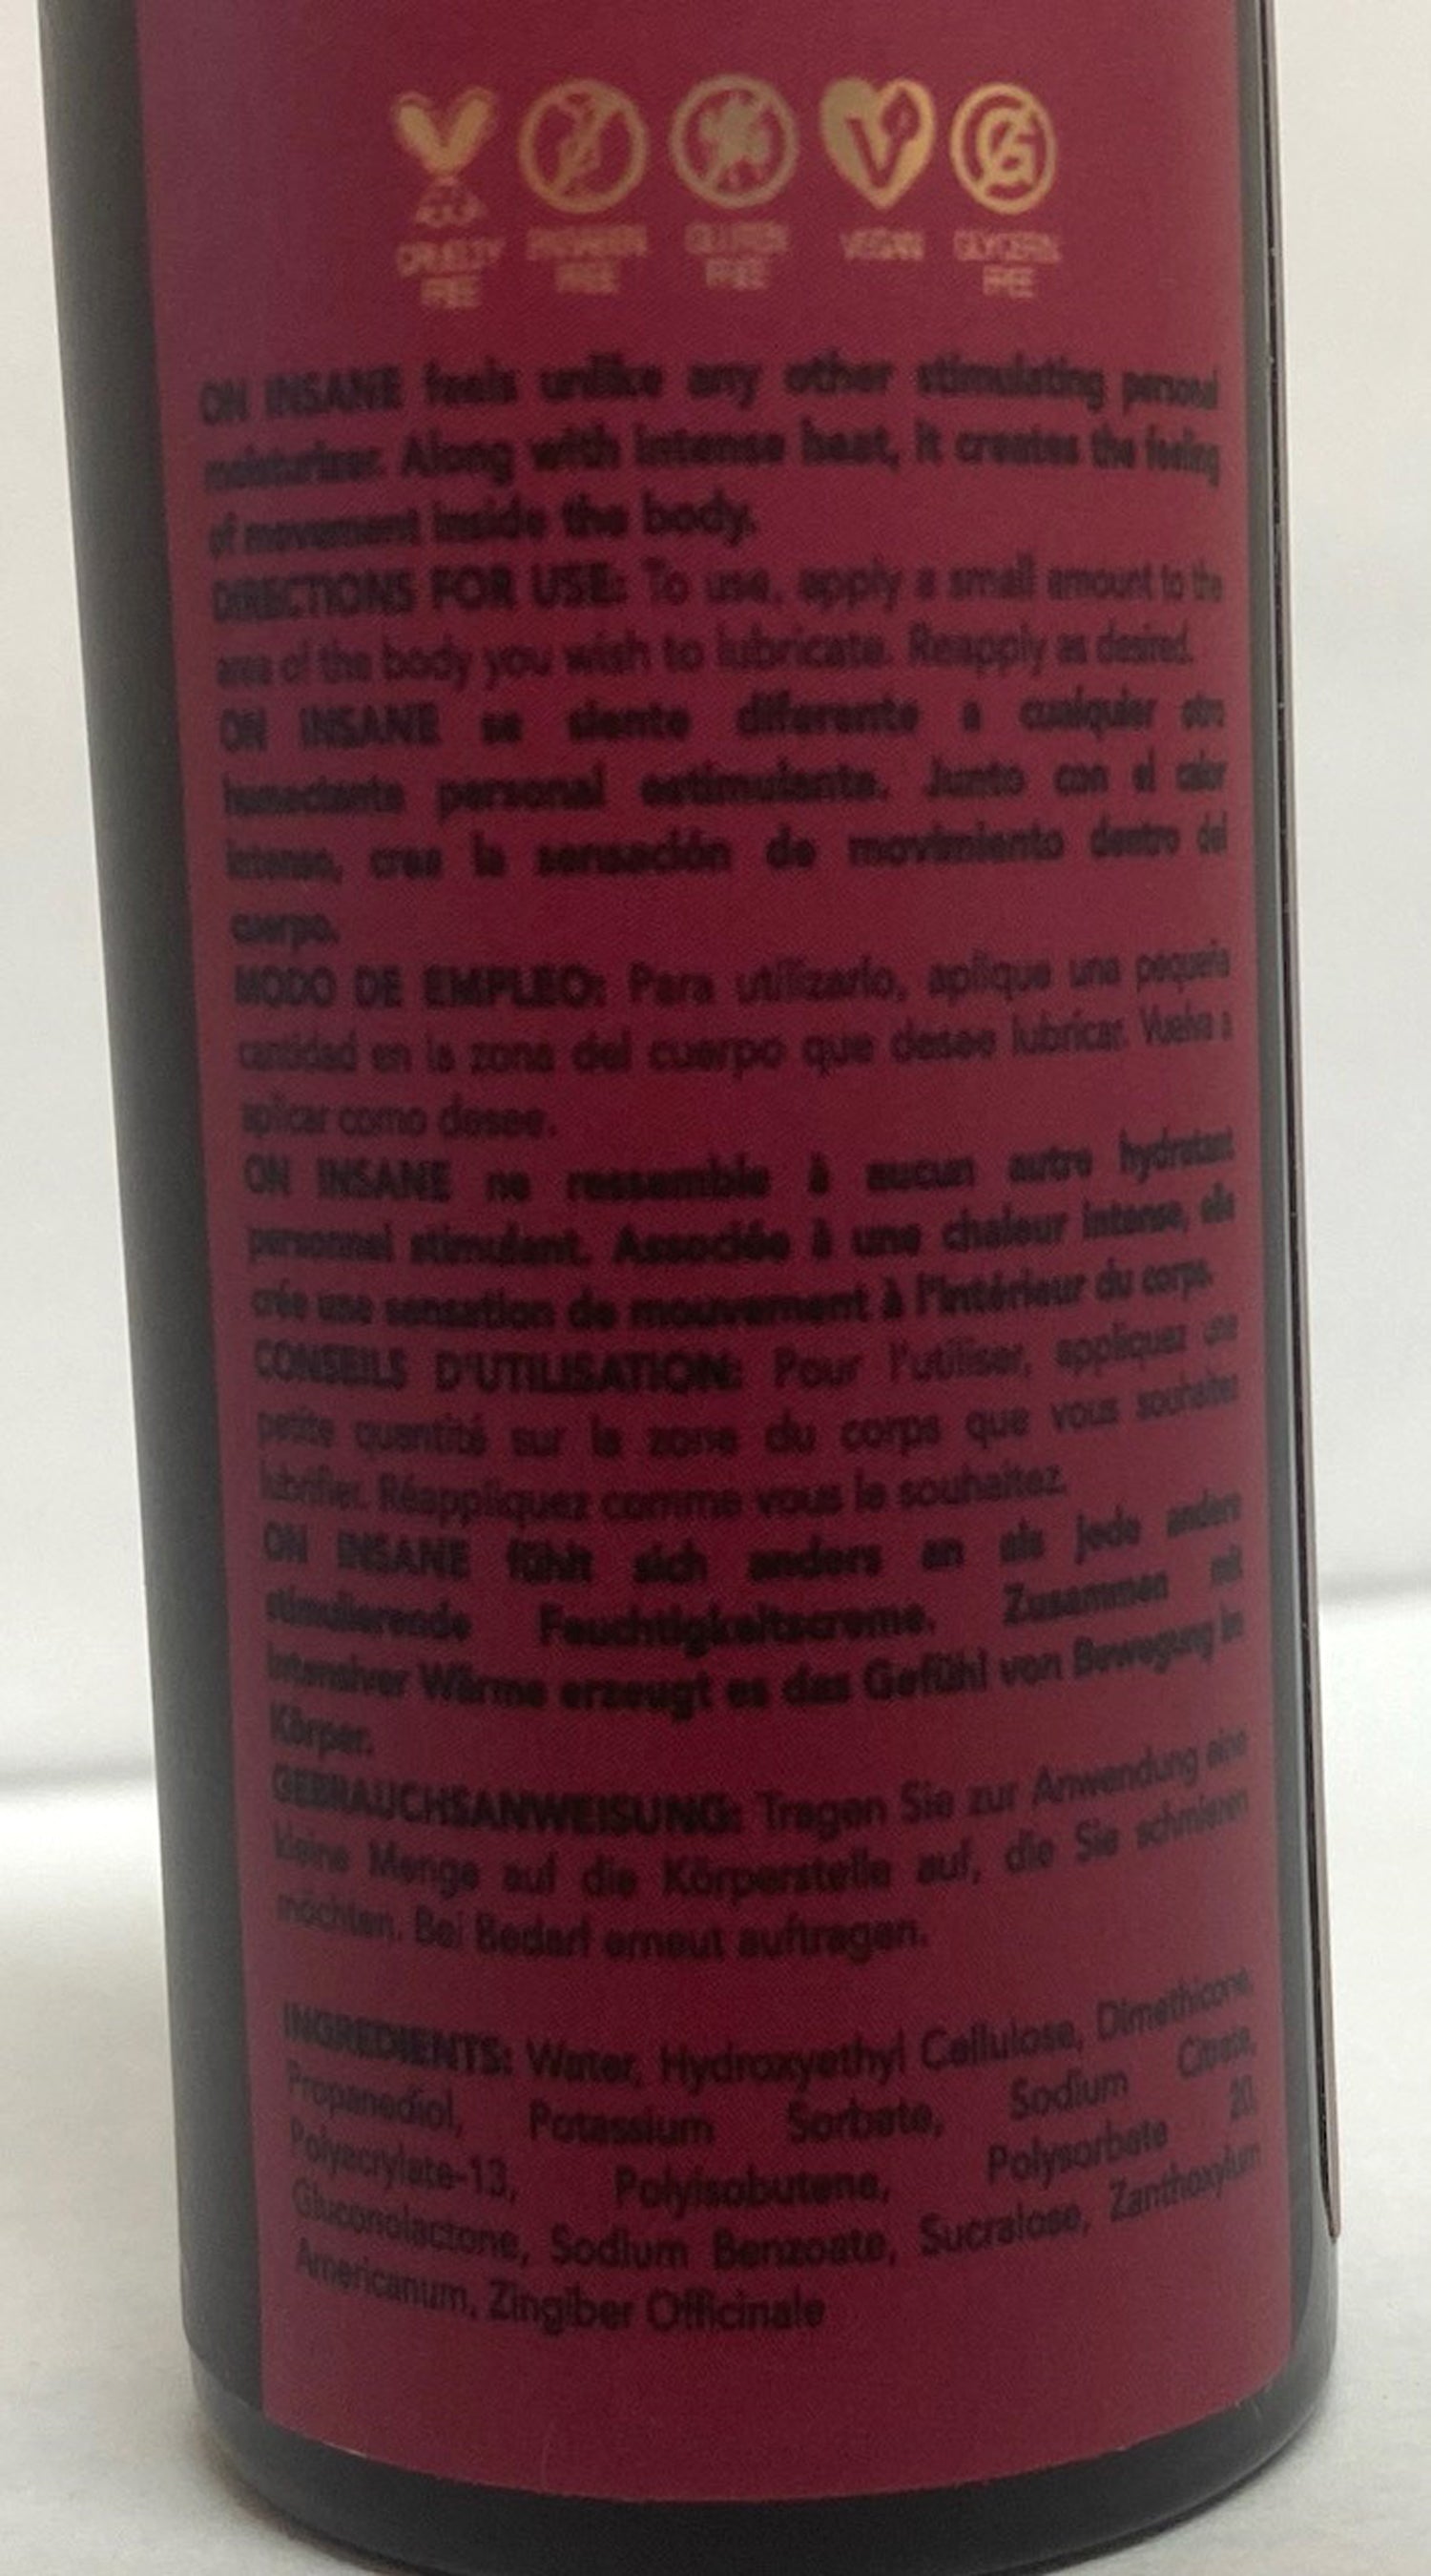 CRUELTY FREE
PARABEN FREE
GLUTEN FREE
VEGAN
GLYCERIN FREE
ON INSANE feels unlike any other stimulating personal
moisturizer. Along with intense heat, it creates the feeling
of movement inside the body.
DIRECTIONS FOR USE: To use, apply a small amount to the
area of the body you wish to lubricate. Reapply as desired.
ON INSANE se siente diferente a cualquier otro
humectante personal estimulante. Junto con el calor
intenso, crea la sensación de movimiento dentro del
cuerpo.
MODO DE EMPLEO: Para utilizarlo, aplique una pequeña
cantidad en la zona del cuerpo que desee lubricar. Vuelva a
aplicar como desee.
ON INSANE ne ressemble à aucun autre hydratant
personnel stimulant. Associée à une chaleur intense, elle
crée une sensation de mouvement à l'intérieur du corps.
CONSEILS D'UTILISATION: Pour l'utiliser, appliquez une
petite quantité sur la zone du corps que vous souhaitez
lubrifier. Réappliquez comme vous le souhaitez.
ON INSANE fühlt sich anders an als jede andere
stimulierende Feuchtigkeitscreme. Zusammen mit
intensiver Wärme erzeugt es das Gefühl von Bewegung im
Körper.
GEBRAUCHSANWEISUNG: Tragen Sie zur Anwendung eine
kleine Menge auf die Körperstelle auf, die Sie schmieren
möchten. Bei Bedarf erneut auftragen.
INGREDIENTS: Water, Hydroxyethyl Cellulose, Dimethicone,
Propanediol, Potassium Sorbate, Sodium Citrate,
Polyacrylate-13, Polyisobutene, Polysorbate 20,
Gluconolactone, Sodium Benzoate, Sucralose, Zanthoxylum
Americanum, Zingiber Officinale